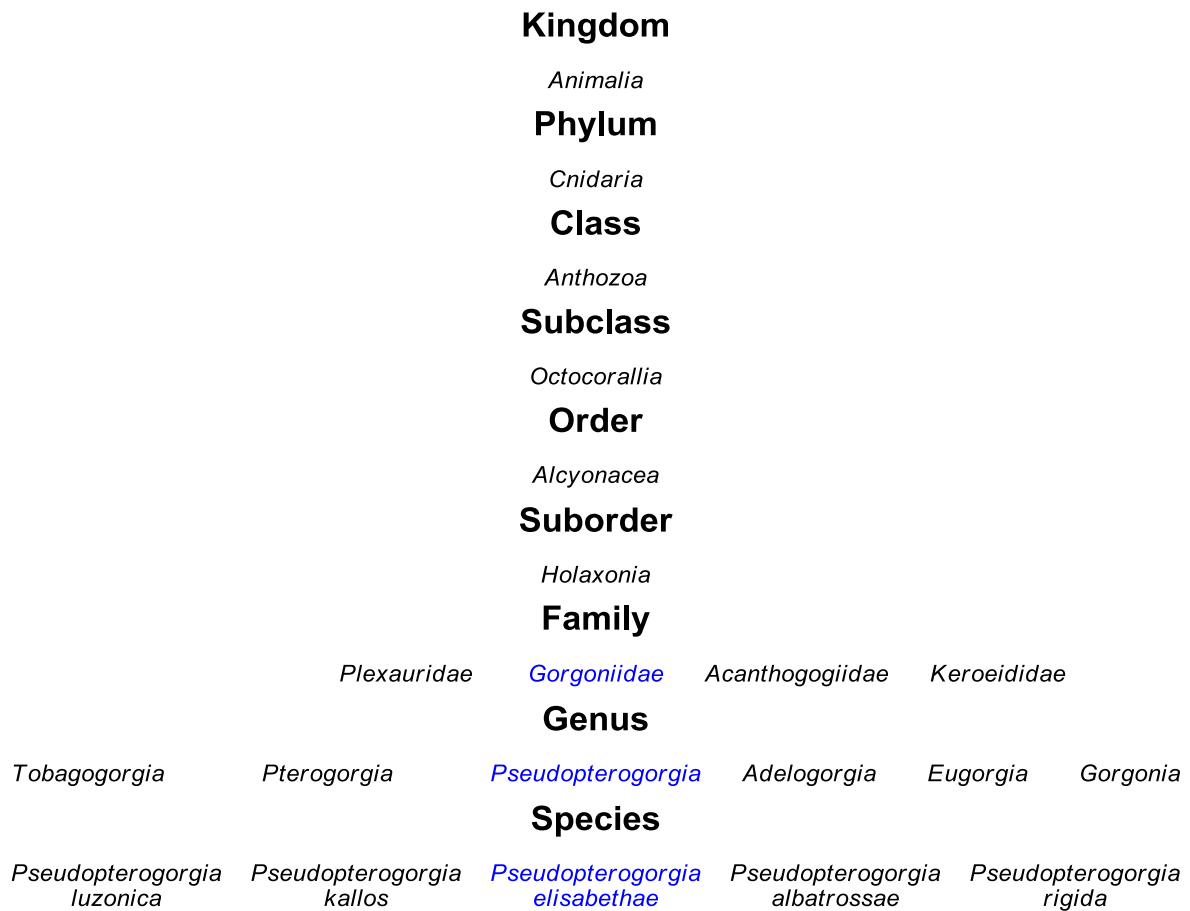 Kingdom
Animalia
Phylum
Cnidaria
Class
Anthozoa
Subclass
Octocorallia
Order
Alcyonacea
Suborder
Holaxonia
Family
Plexauridae Gorgoniidae Acanthogogiidae Keroeididae
Genus
Tobagogorgia Pterogorgia Pseudopterogorgia Adelogorgia Eugorgia Gorgonia
Species
Pseudopterogorgia Pseudopterogorgia Pseudopterogorgia Pseudopterogorgia Pseudopterogorgia
luzonica kallos elisabethae albatrossae rigida